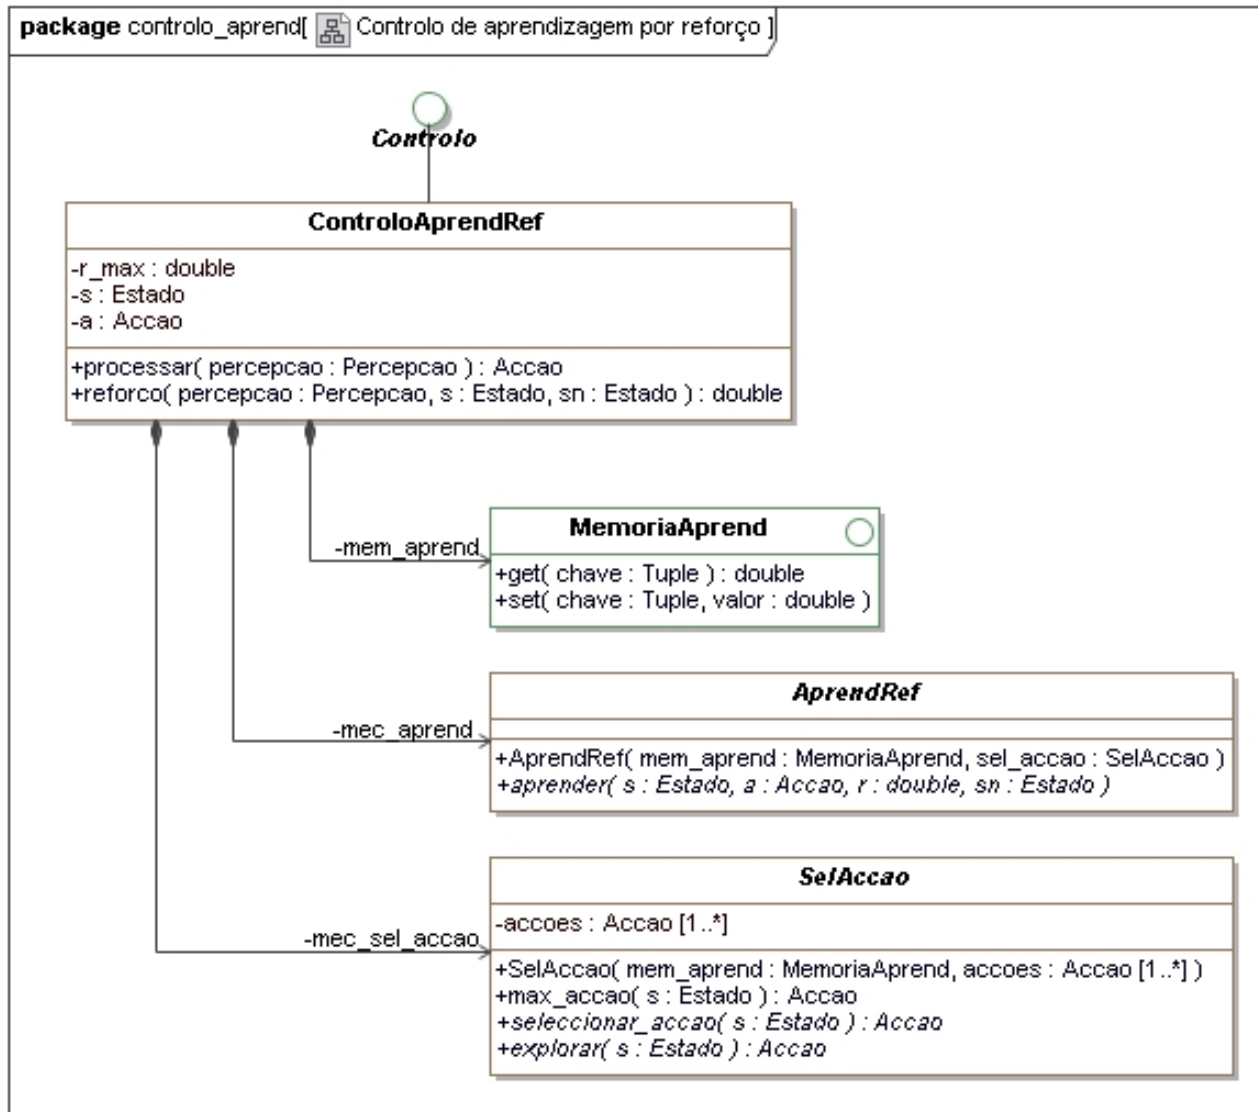 package controlo_aprend[ Controlo de aprendizagem por reforço ]
Controlo
ControloAprendRef
-r_max : double
-s : Estado
-a : Accao
+processar( percepcao : Percepcao ) : Accao
+reforco( percepcao : Percepcao, s : Estado, sn : Estado ) : double
-mem_aprend
MemoriaAprend
+get( chave : Tuple ) : double
+set( chave : Tuple, valor : double )
-mec_aprend
AprendRef
+AprendRef( mem_aprend : MemoriaAprend, sel_accao : SelAccao )
+aprender( s : Estado, a : Accao, r : double, sn : Estado )
-mec_sel_accao
SelAccao
-accoes : Accao [1..*]
+SelAccao( mem_aprend : MemoriaAprend, accoes : Accao [1..*] )
+max_accao( s : Estado ) : Accao
+seleccionar_accao( s : Estado ) : Accao
+explorar( s : Estado ) : Accao